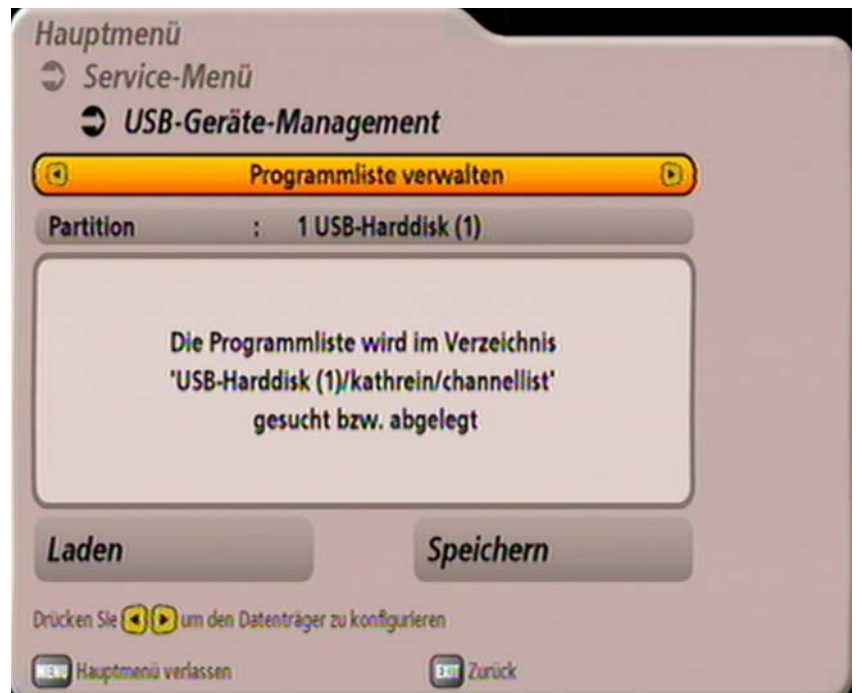 Hauptmenü
Service-Menü
USB-Geräte-Management
Programmliste verwalten
Partition : 1 USB-Harddisk (1)
Die Programmliste wird im Verzeichnis
'USB-Harddisk (1)/kathrein/channellist'
gesucht bzw. abgelegt
Laden Speichern
Drücken Sie um den Datenträger zu konfigurieren
MENU Hauptmenü verlassen EXIT Zurück